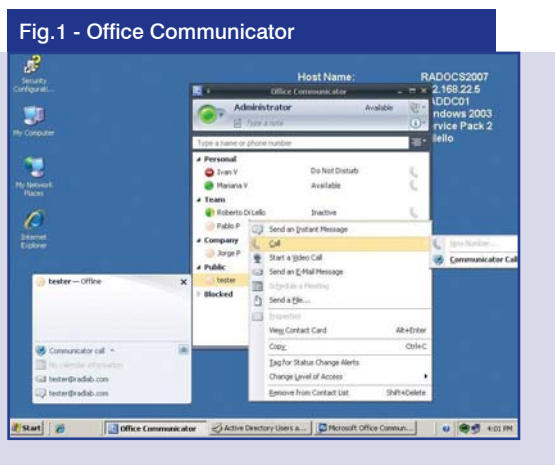 Fig.1 - Office Communicator
Security
Configurati...
My Computer
My Network
Places
Internet
Explorer
Host Name: RADOCS2007
2.168.22.5
ADDC01
ndows 2003
rvice Pack 2
lello
Office Communicator
Administrator Available
Type a note
Type a name or phone number
Personal
Ivan V Do Not Disturb
Mariana V Available
Team
Roberto Di Lello Inactive
Pablo P
Company
Jorge P
Public
tester
Blocked
Send an Instant Message
Call
Start a Video Call
Send an E-Mail Message
Schedule a Meeting
Send a File...
Properties
View Contact Card Alt+Enter
Copy Ctrl+C
Tag for Status Change Alerts
Change Level of Access
Remove from Contact List Shift+Delete
New Number...
Communicator Call
tester — Offline
Communicator call
No calendar information
tester@radlab.com
tester@radlab.com
Start
Office Communicator
Active Directory Users a...
Microsoft Office Commun...
4:01 PM